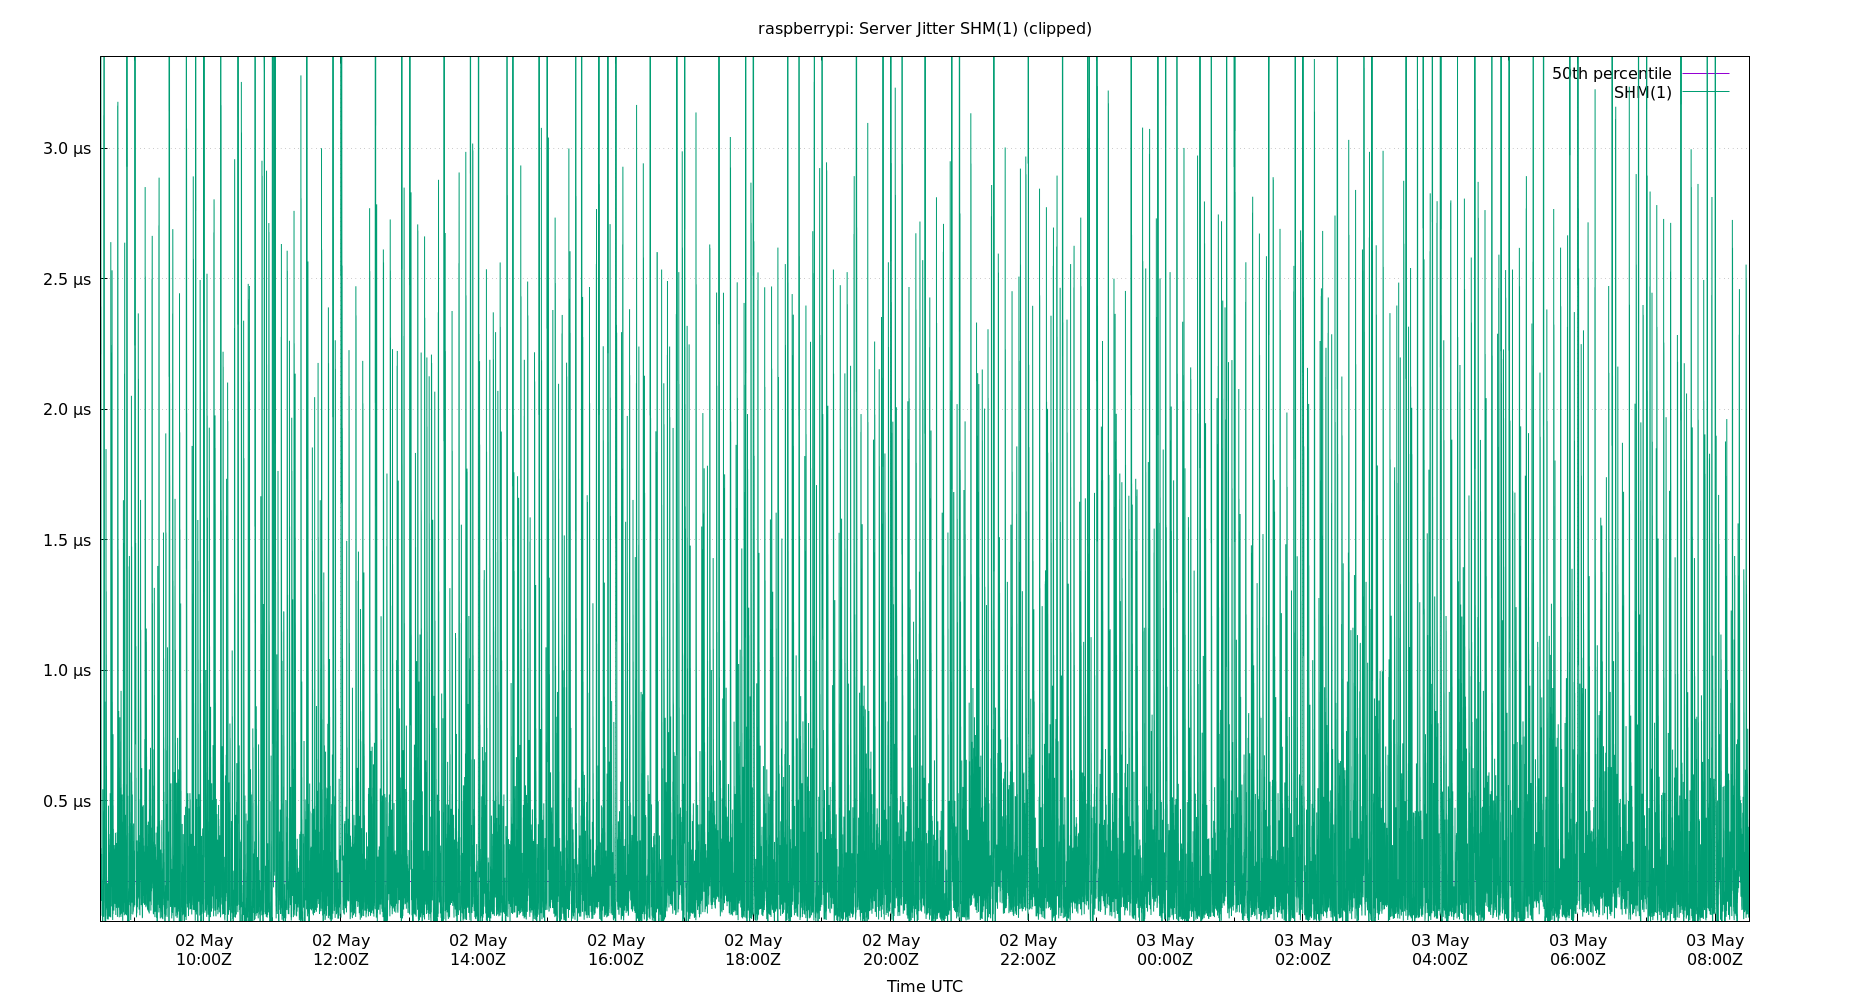 raspberrypi: Server Jitter SHM(1) (clipped)
50th percentile
SHM(1)
3.0 µs
2.5 µs
2.0 µs
1.5 µs
1.0 µs
0.5 µs
02 May 02 May 02 May 02 May 02 May 02 May 02 May 03 May 03 May 03 May 03 May 03 May
10:00Z 12:00Z 14:00Z 16:00Z 18:00Z 20:00Z 22:00Z 00:00Z 02:00Z 04:00Z 06:00Z 08:00Z
Time UTC